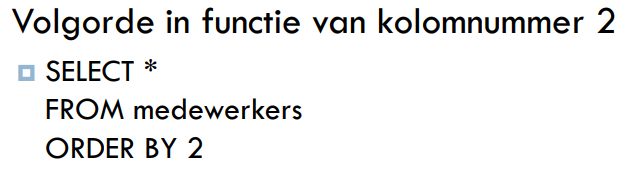 Volgorde in functie van kolomnummer 2
SELECT *
FROM medewerkers
ORDER BY 2